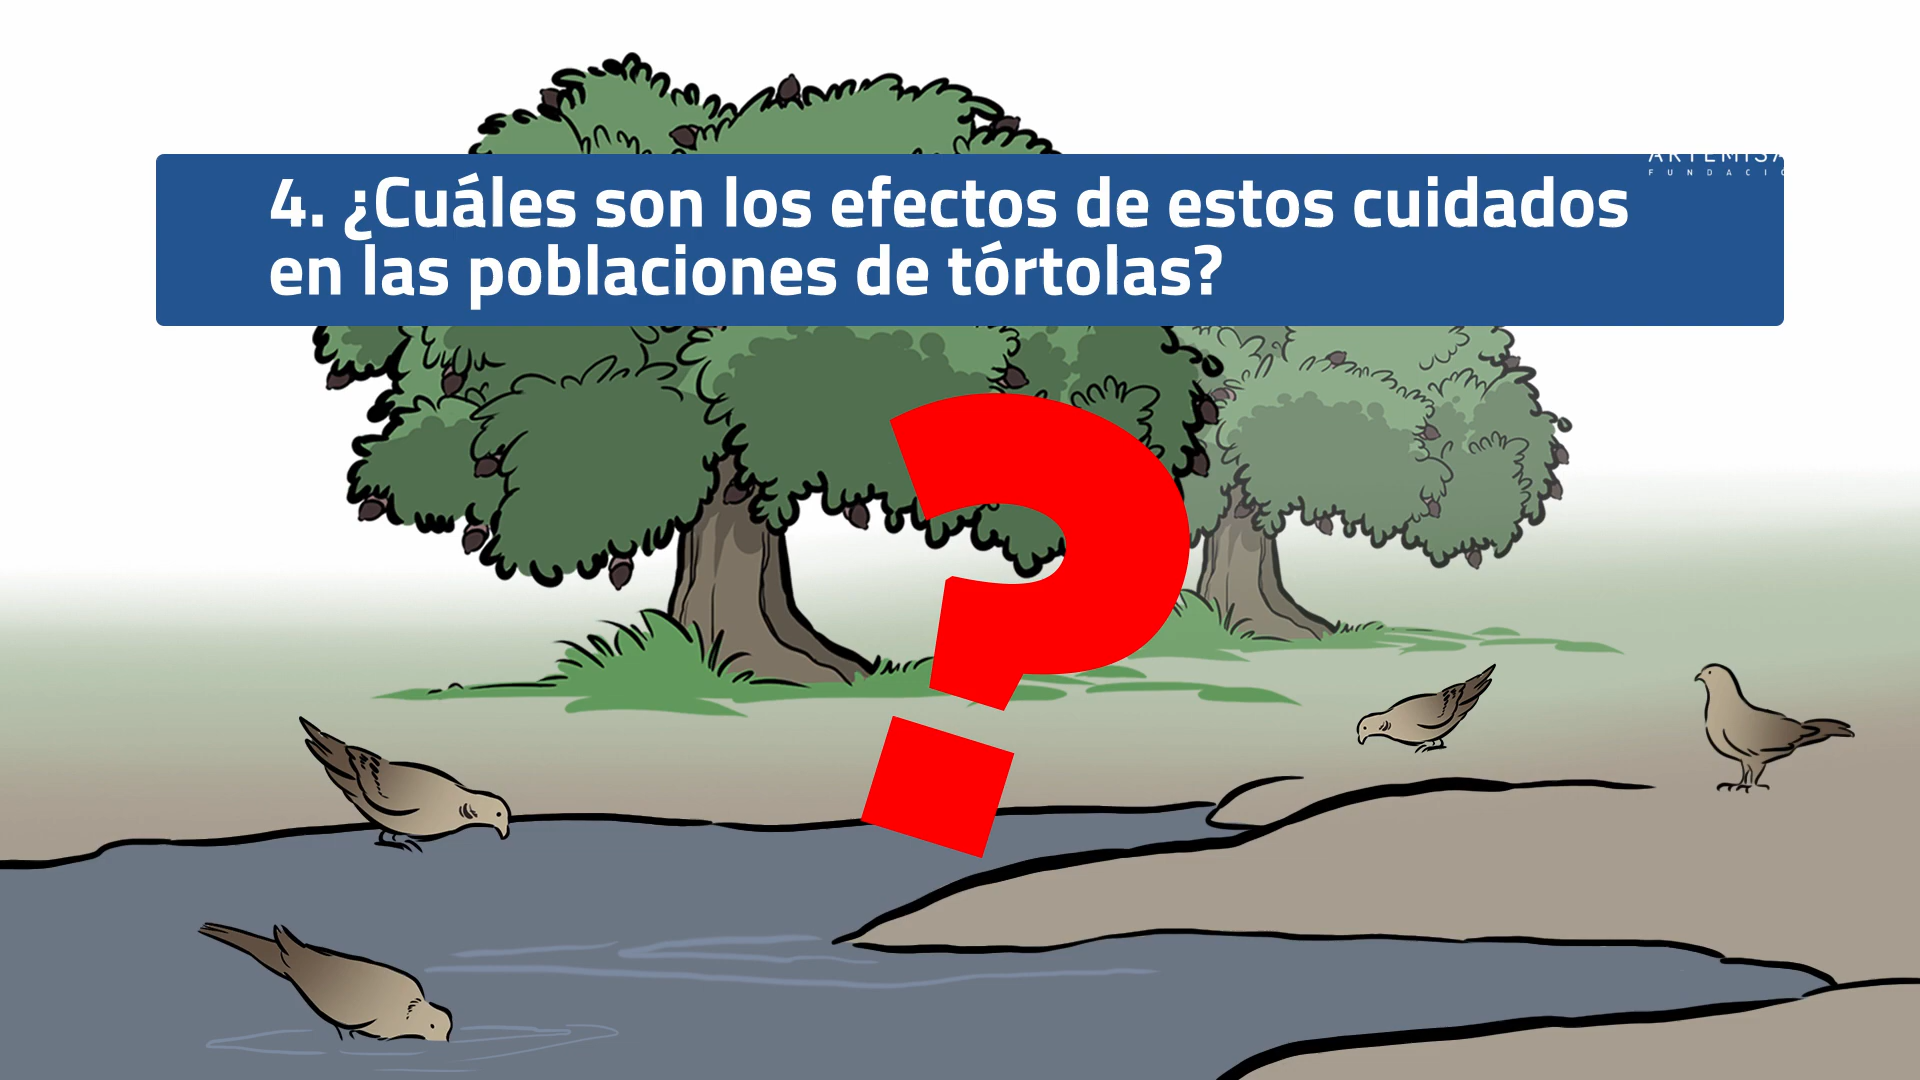 4. ¿Cuáles son los efectos de estos cuidados
en las poblaciones de tórtolas?